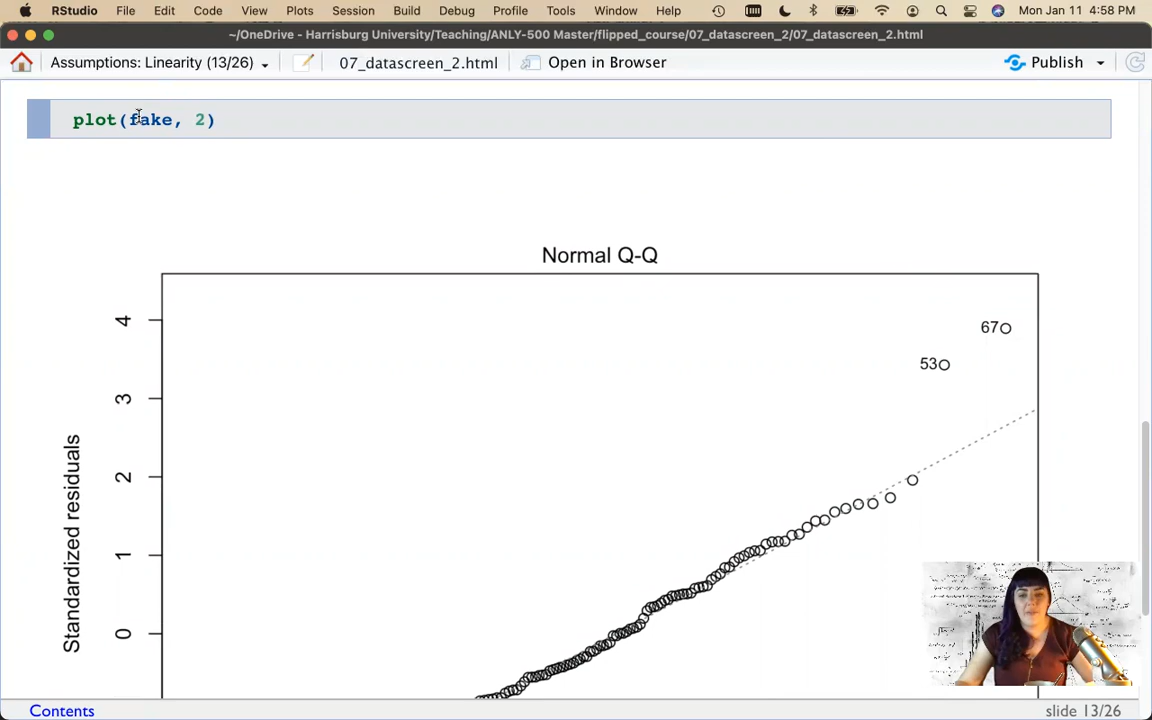 RStudio File Edit Code View Plots Session Build Debug Profile Tools Window Help Mon Jan 11 4:58 PM
~/OneDrive - Harrisburg University/Teaching/ANLY-500 Master/flipped_course/07_datascreen_2/07_datascreen_2.html
Assumptions: Linearity (13/26) 07_datascreen_2.html Open in Browser Publish
plot(fake, 2)
Normal Q-Q
4
67
53
3
2
1
0
Standardized residuals
Contents
slide 13/26